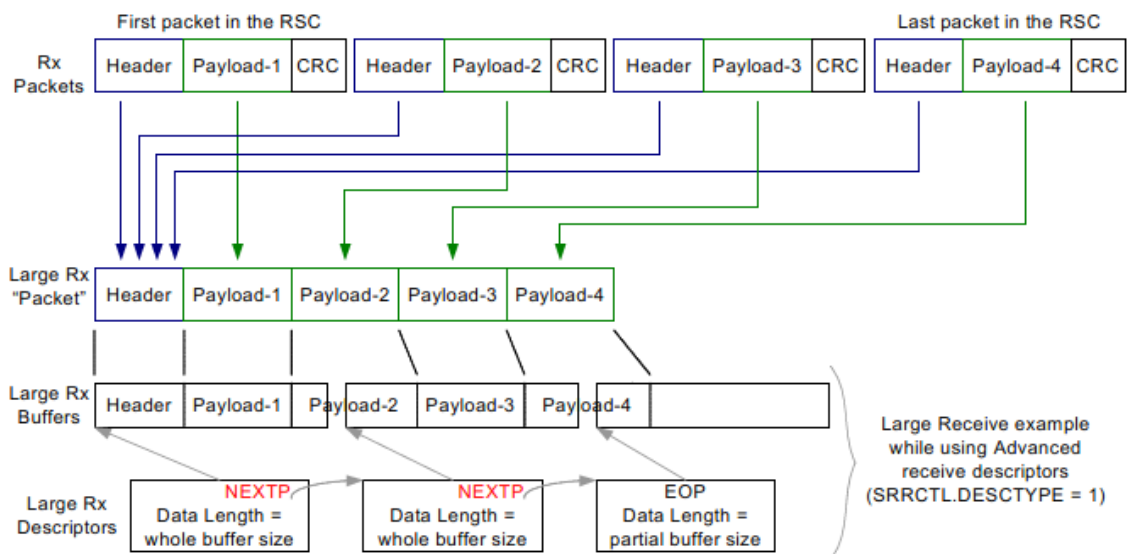 First packet in the RSC
Last packet in the RSC
Rx
Packets
Header Payload-1 CRC Header Payload-2 CRC Header Payload-3 CRC Header Payload-4 CRC
Large Rx
“Packet”
Header Payload-1 Payload-2 Payload-3 Payload-4
Large Rx
Buffers
Header Payload-1 Payload-2 Payload-3 Payload-4
Large Receive example
while using Advanced
receive descriptors
(SRRCTL.DESCTYPE = 1)
Large Rx
Descriptors
NEXTP
Data Length =
whole buffer size
NEXTP
Data Length =
whole buffer size
EOP
Data Length =
partial buffer size